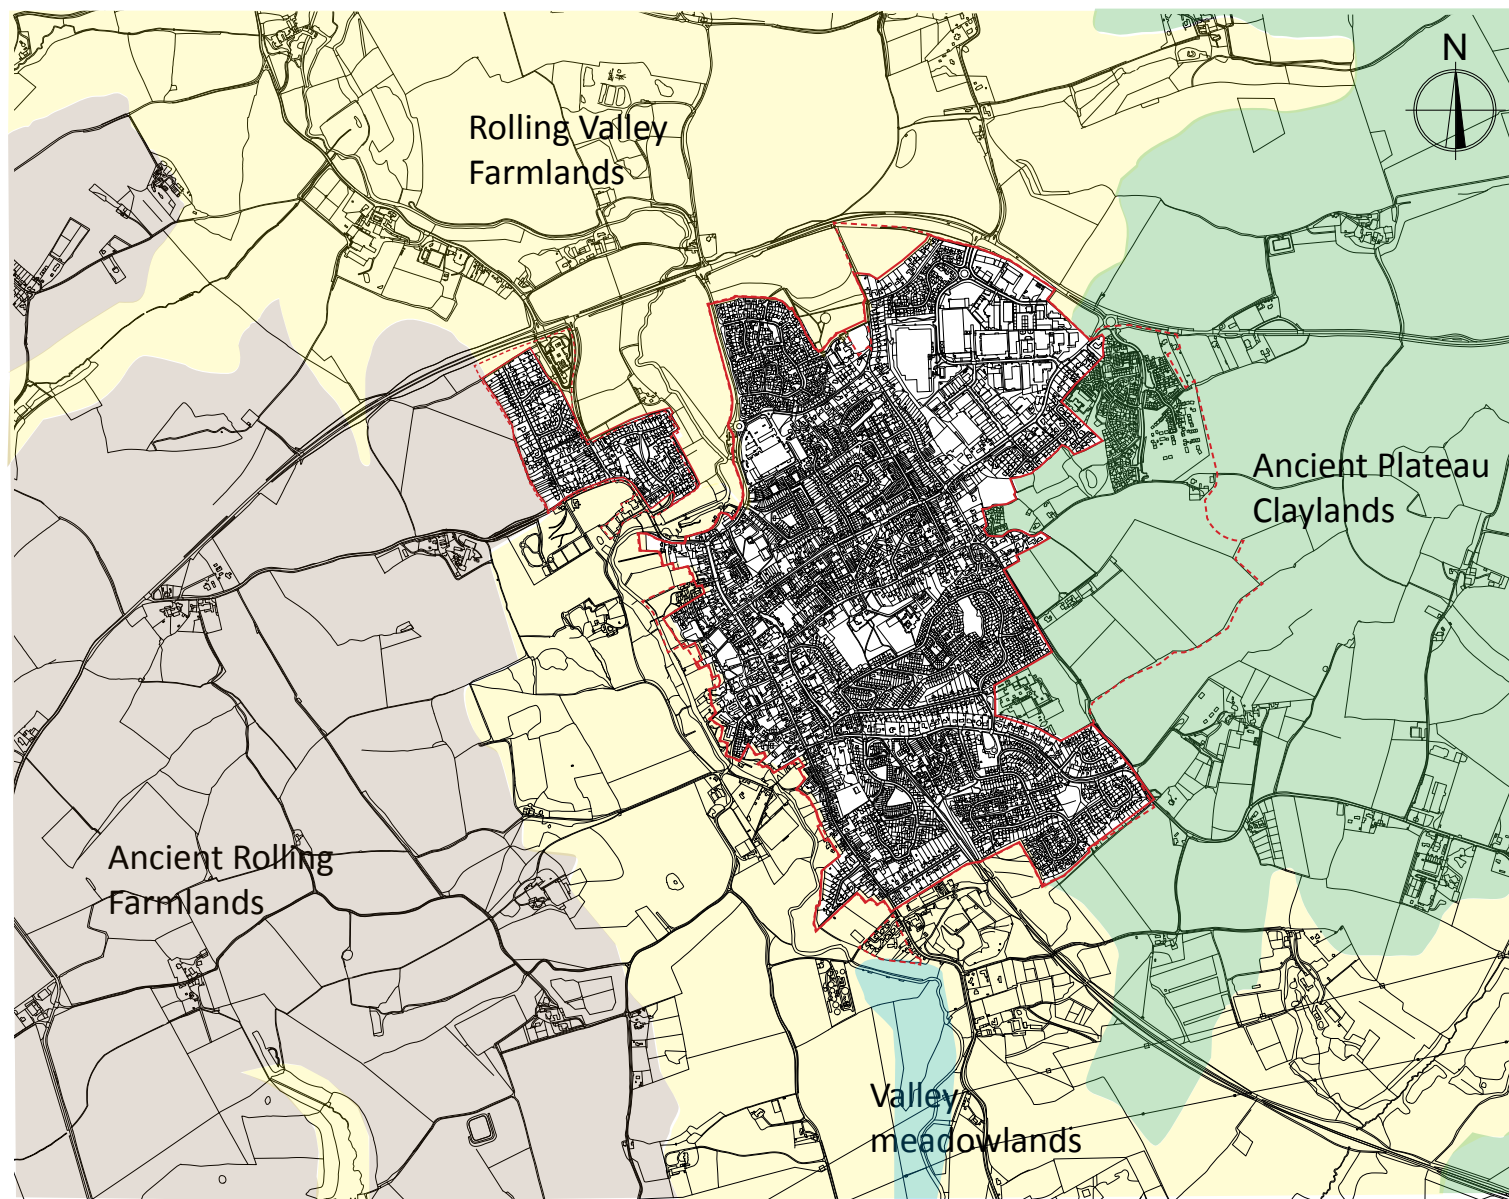 N
Rolling Valley
Farmlands
Ancient Plateau
Claylands
Ancient Rolling
Farmlands
Valley
meadowlands